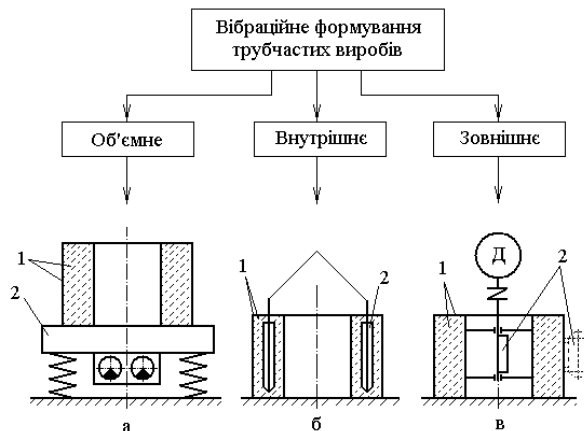 Вібраційне формування
трубчастих виробів
Об'ємне
Внутрішнє
Зовнішнє
1
2
а
1
2
б
Д
1
2
в